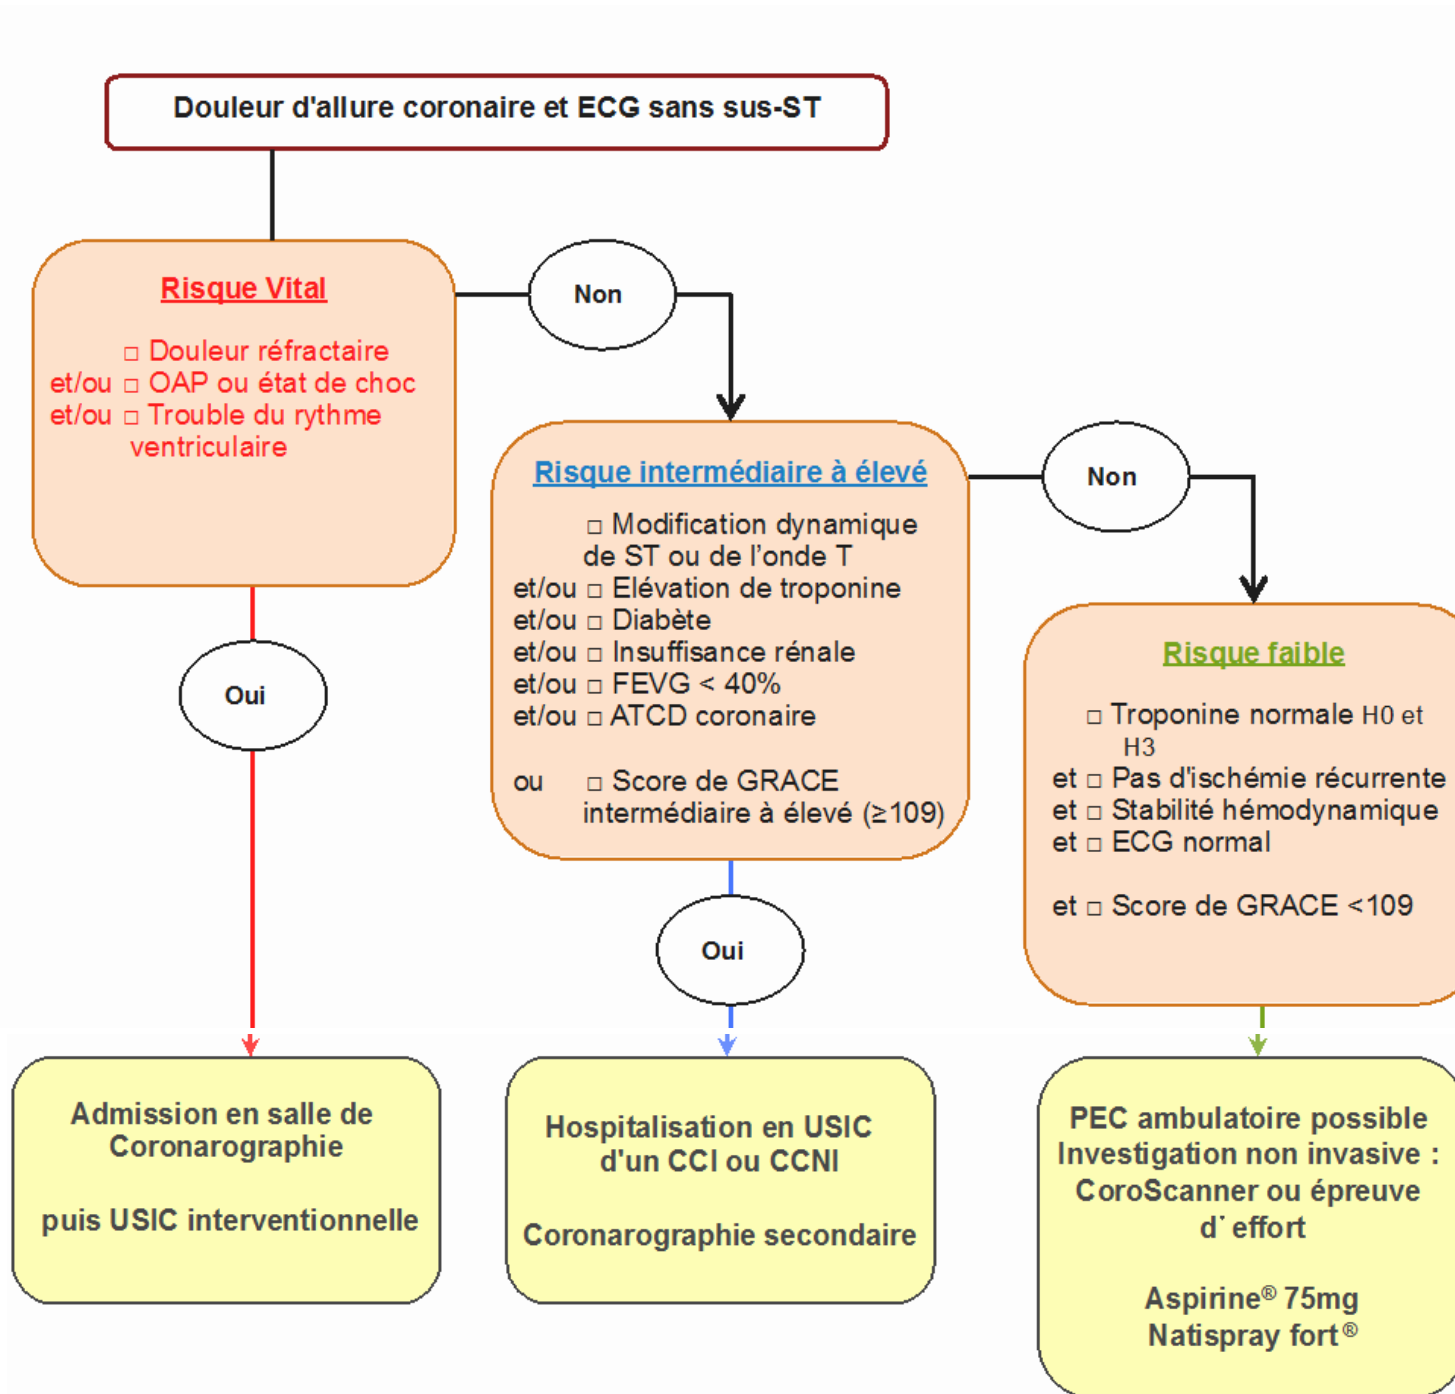 Douleur d'allure coronaire et ECG sans sus-ST
Risque Vital
□ Douleur réfractaire
et/ou □ OAP ou état de choc
et/ou □ Trouble du rythme
ventriculaire
Non
Risque intermédiaire à élevé
□ Modification dynamique
de ST ou de l’onde T
et/ou □ Elévation de troponine
et/ou □ Diabète
et/ou □ Insuffisance rénale
et/ou □ FEVG < 40%
et/ou □ ATCD coronaire
ou □ Score de GRACE
intermédiaire à élevé (≥109)
Non
Risque faible
□ Troponine normale H0 et
H3
et □ Pas d'ischémie récurrente
et □ Stabilité hémodynamique
et □ ECG normal
et □ Score de GRACE <109
Oui
Oui
Admission en salle de
Coronarographie
puis USIC interventionnelle
Hospitalisation en USIC
d'un CCI ou CCNI
Coronarographie secondaire
PEC ambulatoire possible
Investigation non invasive :
CoroScanner ou épreuve
d' effort
Aspirine® 75mg
Natispray fort ®